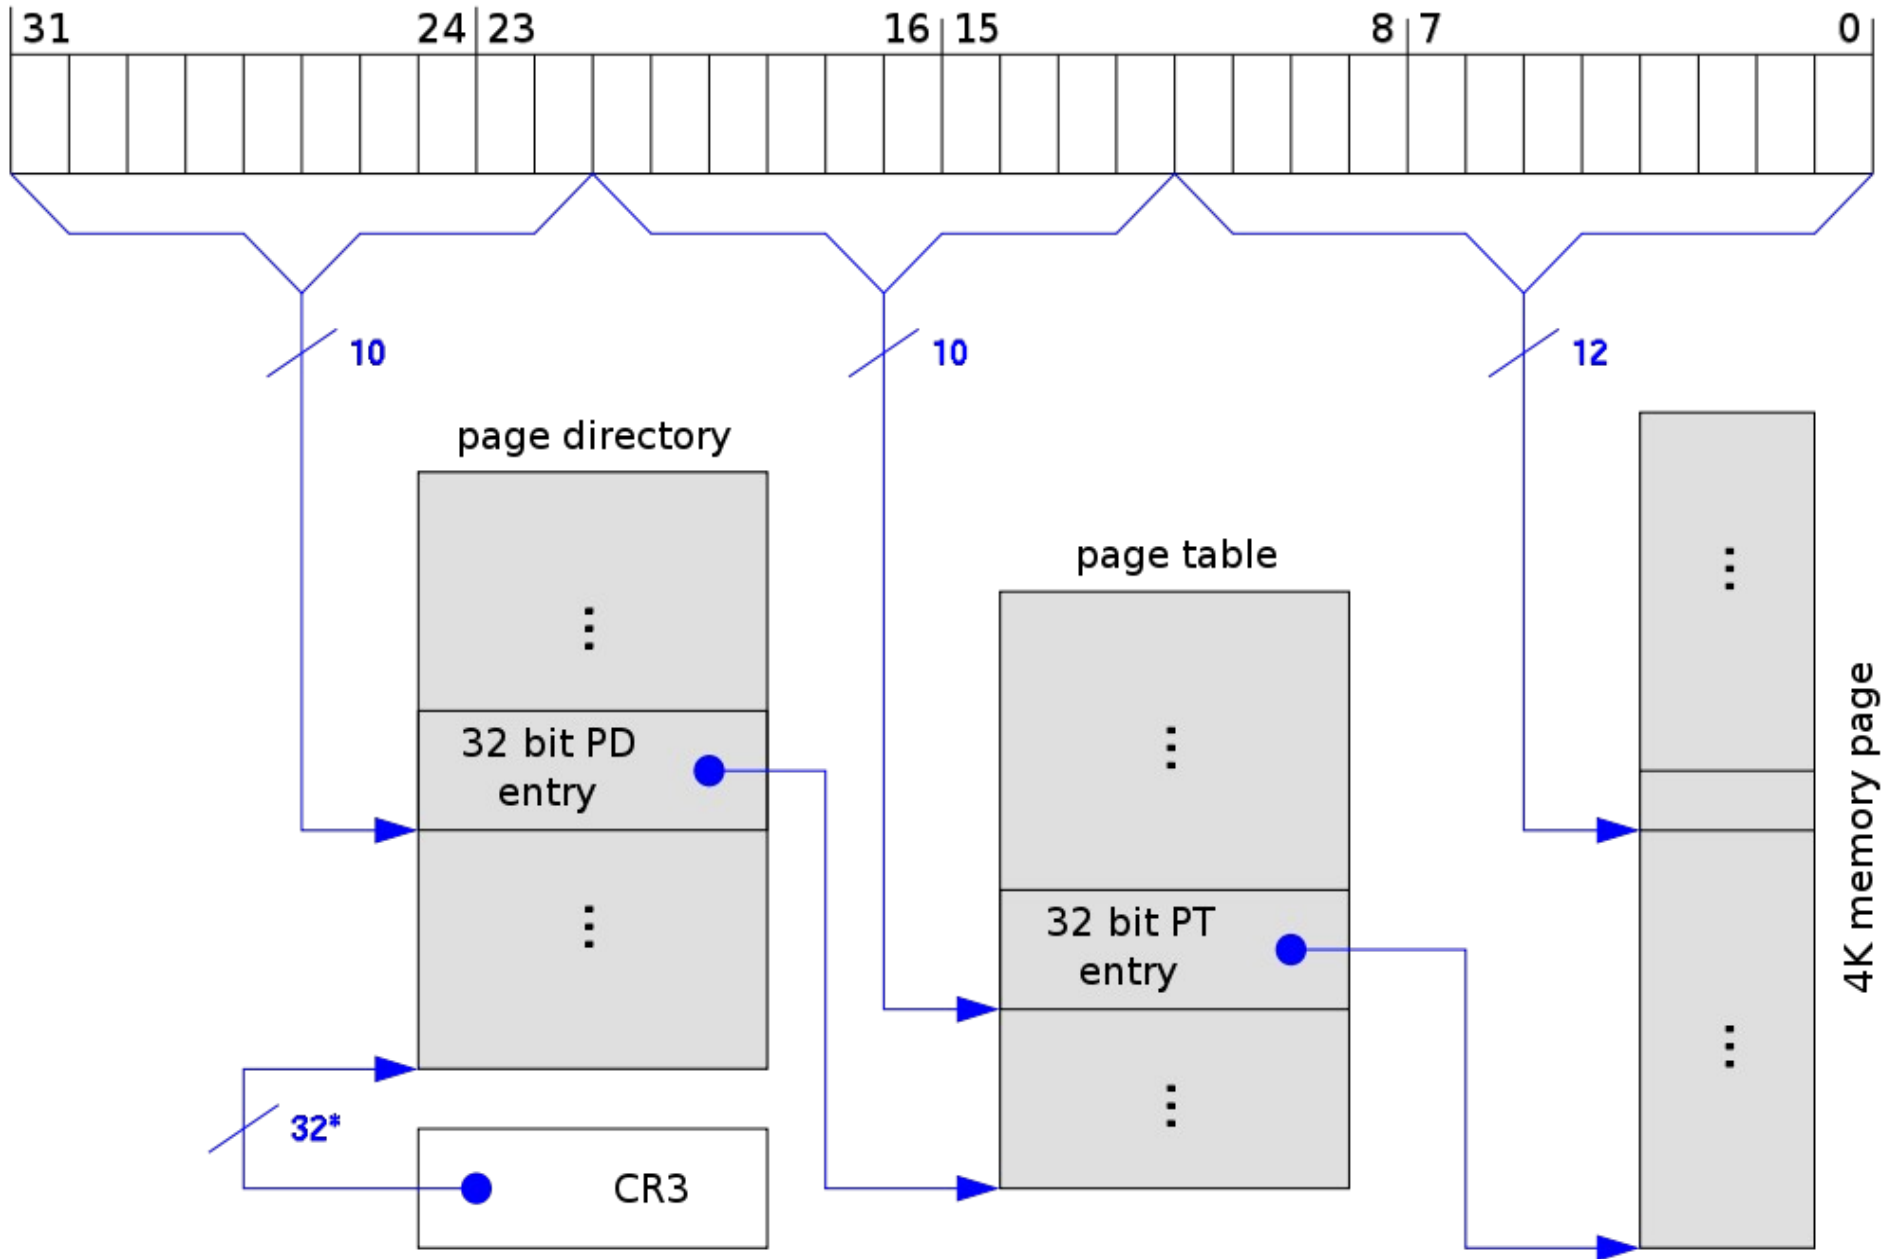 31 24 23 16 15 8 7 0
10 10 12
page directory
page table
32 bit PD
entry
32 bit PT
entry
32*
CR3
4K memory page